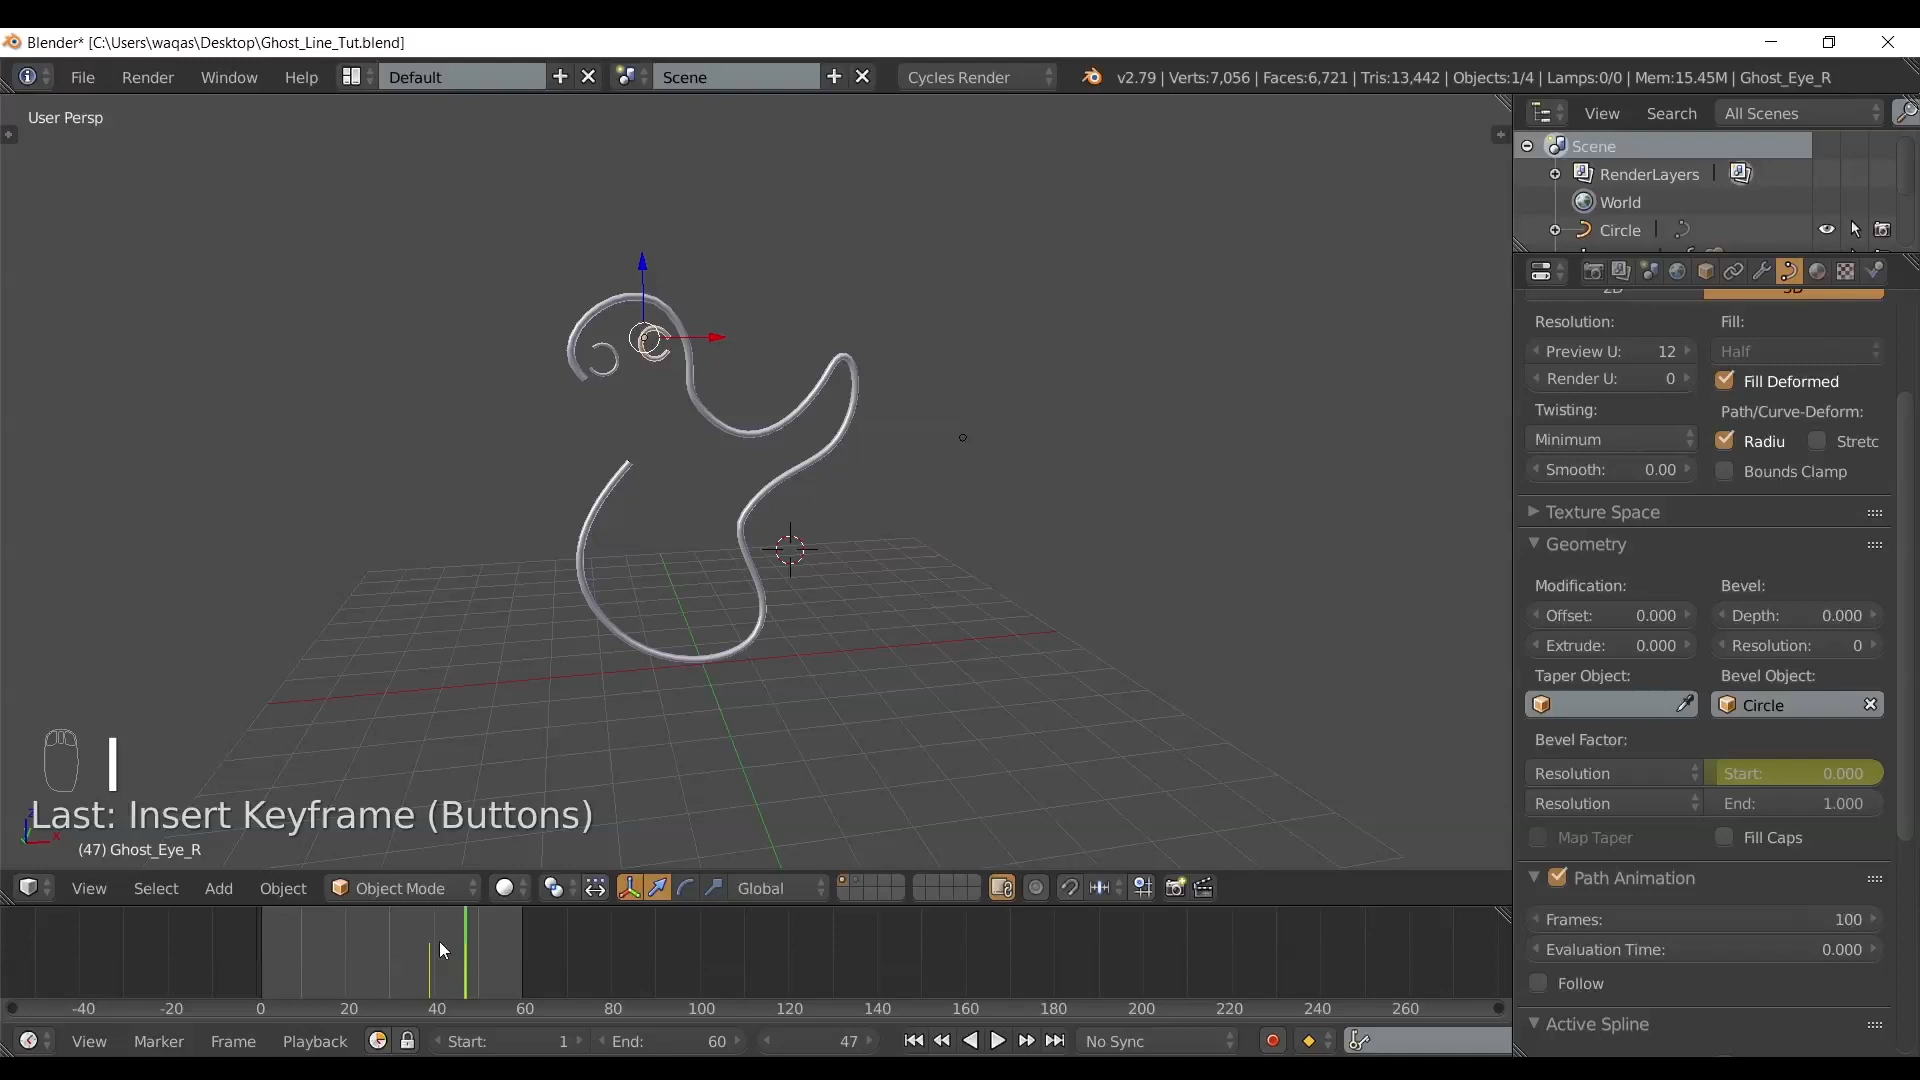 Blender* [C:\Users\waqas\Desktop\Ghost_Line_Tut.blend]
File Render Window Help Default Scene Cycles Render v2.79 | Verts:7,056 | Faces:6,721 | Tris:13,442 | Objects:1/4 | Lamps:0/0 | Mem:15.45M | Ghost_Eye_R
User Persp
View Search All Scenes
Scene
RenderLayers
World
Circle
Resolution: Fill:
Preview U: 12 Half
Render U: 0 Fill Deformed
Twisting: Path/Curve-Deform:
Minimum Radiu Stretc
Smooth: 0.00 Bounds Clamp
Texture Space
Geometry
Modification: Bevel:
Offset: 0.000 Depth: 0.000
Extrude: 0.000 Resolution: 0
Taper Object: Bevel Object:
Circle
Bevel Factor:
Resolution Start: 0.000
Resolution End: 1.000
Map Taper Fill Caps
Path Animation
Frames: 100
Evaluation Time: 0.000
Follow
Active Spline
I
Last: Insert Keyframe (Buttons)
(47) Ghost_Eye_R
View Select Add Object Object Mode Global
-40 -20 0 20 40 60 80 100 120 140 160 180 200 220 240 260
View Marker Frame Playback Start: 1 End: 60 47 No Sync